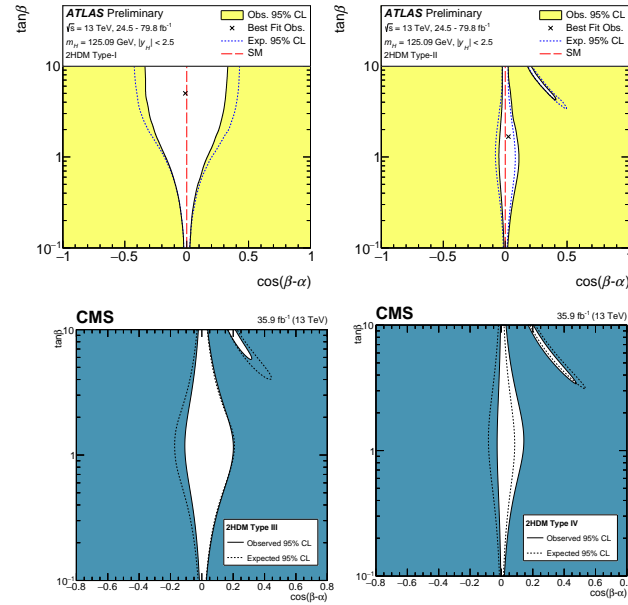 tanβ
ATLAS Preliminary
√s = 13 TeV, 24.5 - 79.8 fb⁻¹
m_H = 125.09 GeV, |y_H| < 2.5
2HDM Type-I
Obs. 95% CL
Best Fit Obs.
Exp. 95% CL
SM
10
1
10⁻¹
−1 −0.5 0 0.5 1
cos(β-α)
tanβ
ATLAS Preliminary
√s = 13 TeV, 24.5 - 79.8 fb⁻¹
m_H = 125.09 GeV, |y_H| < 2.5
2HDM Type-II
Obs. 95% CL
Best Fit Obs.
Exp. 95% CL
SM
10
1
10⁻¹
−1 −0.5 0 0.5 1
cos(β-α)
CMS
35.9 fb⁻¹ (13 TeV)
tanβ
10
1
10⁻¹
2HDM Type III
Observed 95% CL
Expected 95% CL
−0.8 −0.6 −0.4 −0.2 0 0.2 0.4 0.6 0.8
cos(β-α)
CMS
35.9 fb⁻¹ (13 TeV)
tanβ
10
1
10⁻¹
2HDM Type IV
Observed 95% CL
Expected 95% CL
−0.8 −0.6 −0.4 −0.2 0 0.2 0.4 0.6 0.8
cos(β-α)